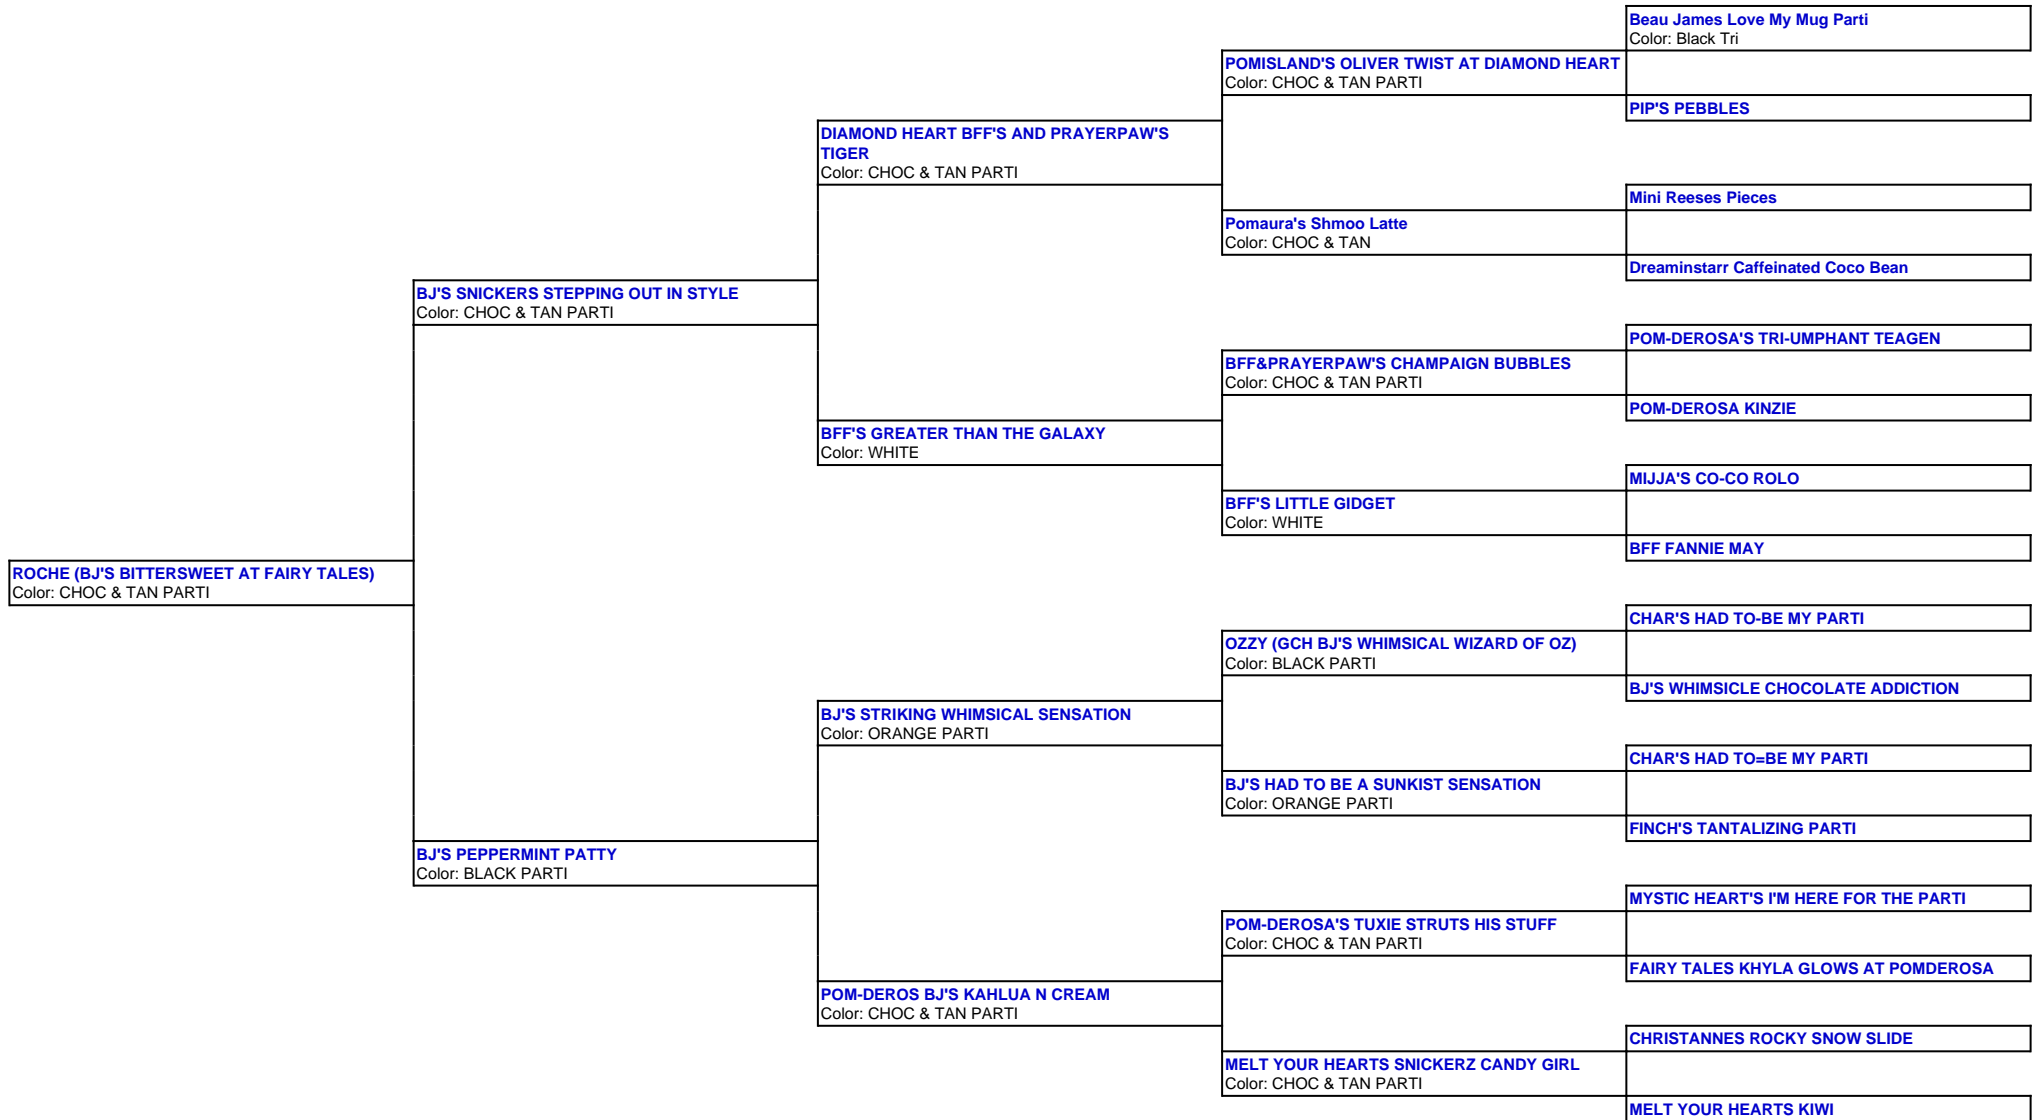 Beau James Love My Mug Parti
Color: Black Tri
POMISLAND'S OLIVER TWIST AT DIAMOND HEART
Color: CHOC & TAN PARTI
PIP'S PEBBLES
DIAMOND HEART BFF'S AND PRAYERPAW'S
TIGER
Color: CHOC & TAN PARTI
Mini Reeses Pieces
Pomaura's Shmoo Latte
Color: CHOC & TAN
Dreaminstarr Caffeinated Coco Bean
BJ'S SNICKERS STEPPING OUT IN STYLE
Color: CHOC & TAN PARTI
POM-DEROSA'S TRI-UMPHANT TEAGEN
BFF&PRAYERPAW'S CHAMPAIGN BUBBLES
Color: CHOC & TAN PARTI
POM-DEROSA KINZIE
BFF'S GREATER THAN THE GALAXY
Color: WHITE
MIJJA'S CO-CO ROLO
BFF'S LITTLE GIDGET
Color: WHITE
BFF FANNIE MAY
ROCHE (BJ'S BITTERSWEET AT FAIRY TALES)
Color: CHOC & TAN PARTI
CHAR'S HAD TO-BE MY PARTI
OZZY (GCH BJ'S WHIMSICAL WIZARD OF OZ)
Color: BLACK PARTI
BJ'S WHIMSICLE CHOCOLATE ADDICTION
BJ'S STRIKING WHIMSICAL SENSATION
Color: ORANGE PARTI
CHAR'S HAD TO=BE MY PARTI
BJ'S HAD TO BE A SUNKIST SENSATION
Color: ORANGE PARTI
FINCH'S TANTALIZING PARTI
BJ'S PEPPERMINT PATTY
Color: BLACK PARTI
MYSTIC HEART'S I'M HERE FOR THE PARTI
POM-DEROSA'S TUXIE STRUTS HIS STUFF
Color: CHOC & TAN PARTI
FAIRY TALES KHYLA GLOWS AT POMDEROSA
POM-DEROS BJ'S KAHLUA N CREAM
Color: CHOC & TAN PARTI
CHRISTANNES ROCKY SNOW SLIDE
MELT YOUR HEARTS SNICKERZ CANDY GIRL
Color: CHOC & TAN PARTI
MELT YOUR HEARTS KIWI